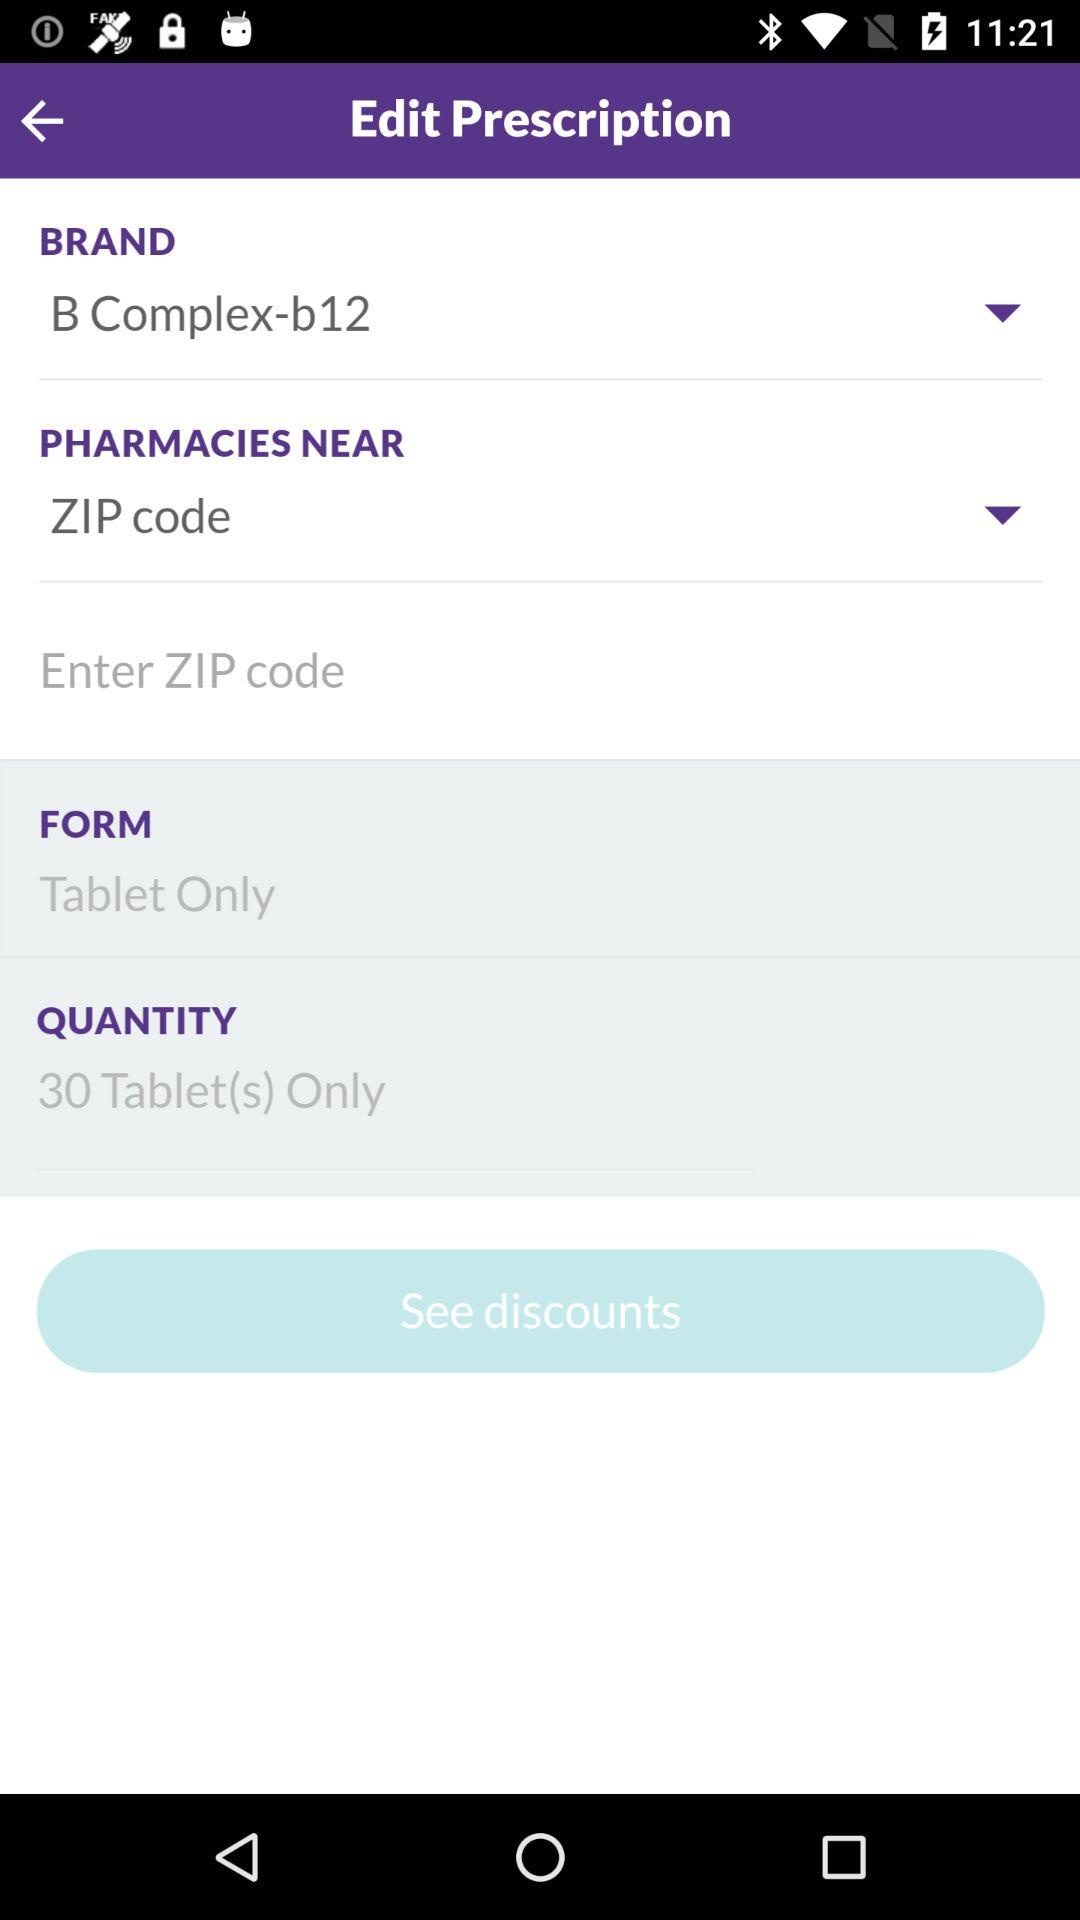 FAKE
11:21
Edit Prescription
BRAND
B Complex-b12
PHARMACIES NEAR
ZIP code
Enter ZIP code
FORM
Tablet Only
QUANTITY
30 Tablet(s) Only
See discounts